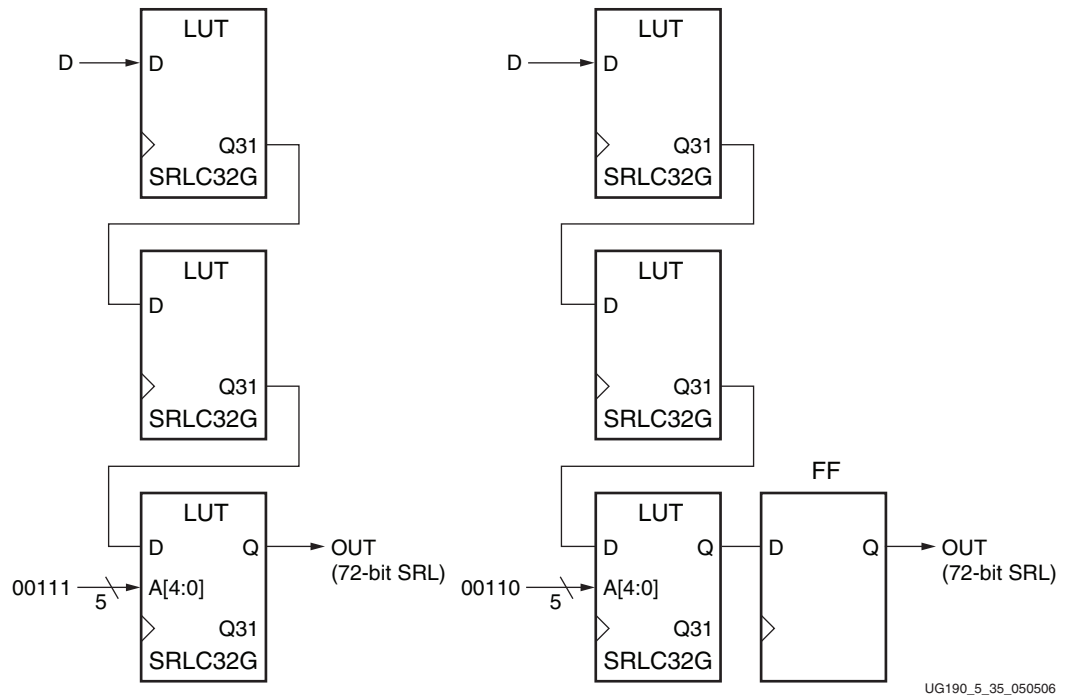 LUT
D D
Q31
SRLC32G
LUT
D
Q31
SRLC32G
LUT
D Q OUT
(72-bit SRL)
00111 5 A[4:0]
Q31
SRLC32G
LUT
D D
Q31
SRLC32G
LUT
D
Q31
SRLC32G
FF
LUT
D Q D Q OUT
(72-bit SRL)
00110 5 A[4:0]
Q31
SRLC32G
UG190_5_35_050506